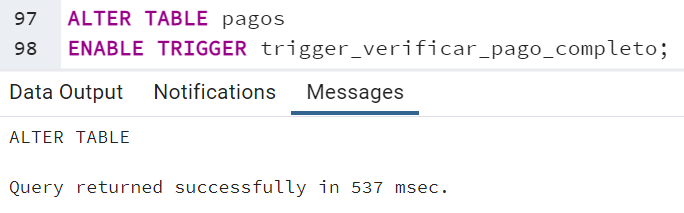 97 ALTER TABLE pagos
98 ENABLE TRIGGER trigger_verificar_pago_completo;
Data Output Notifications Messages
ALTER TABLE
Query returned successfully in 537 msec.